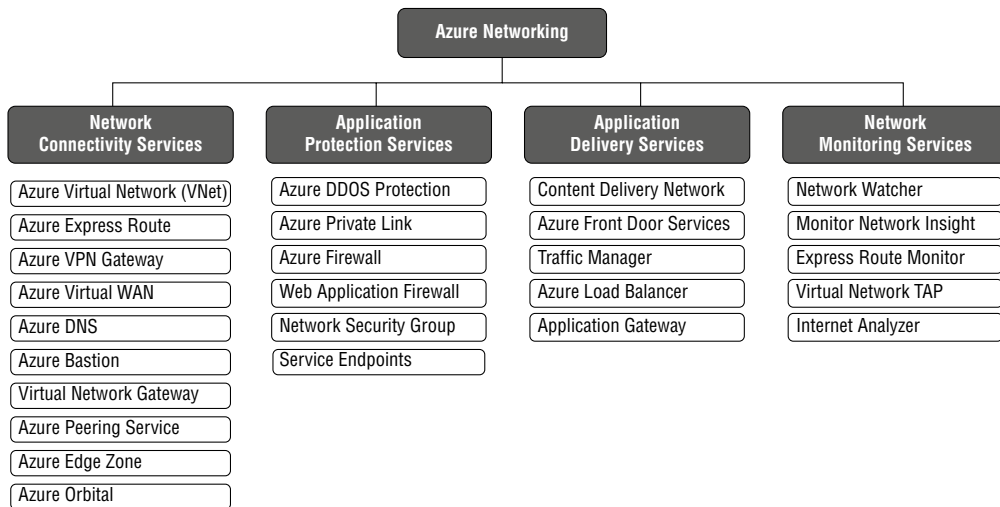 Azure Networking
Network
Connectivity Services
Azure Virtual Network (VNet)
Azure Express Route
Azure VPN Gateway
Azure Virtual WAN
Azure DNS
Azure Bastion
Virtual Network Gateway
Azure Peering Service
Azure Edge Zone
Azure Orbital
Application
Protection Services
Azure DDOS Protection
Azure Private Link
Azure Firewall
Web Application Firewall
Network Security Group
Service Endpoints
Application
Delivery Services
Content Delivery Network
Azure Front Door Services
Traffic Manager
Azure Load Balancer
Application Gateway
Network
Monitoring Services
Network Watcher
Monitor Network Insight
Express Route Monitor
Virtual Network TAP
Internet Analyzer